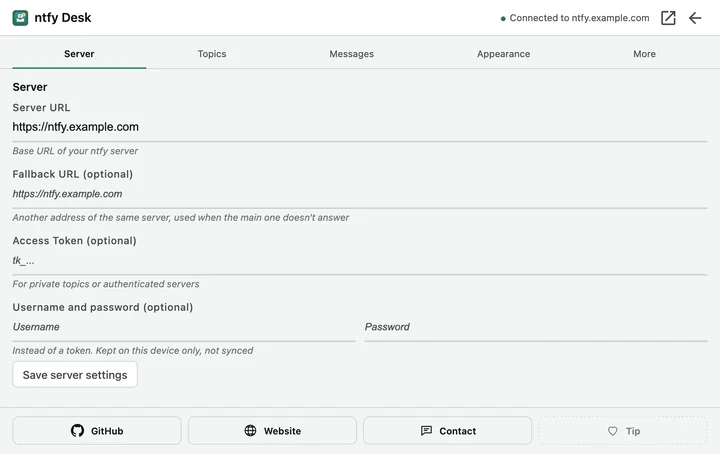 ntfy Desk
Connected to ntfy.example.com
Server
Topics
Messages
Appearance
More
Server
Server URL
https://ntfy.example.com
Base URL of your ntfy server
Fallback URL (optional)
https://ntfy.example.com
Another address of the same server, used when the main one doesn't answer
Access Token (optional)
tk_...
For private topics or authenticated servers
Username and password (optional)
Username
Password
Instead of a token. Kept on this device only, not synced
Save server settings
GitHub
Website
Contact
Tip